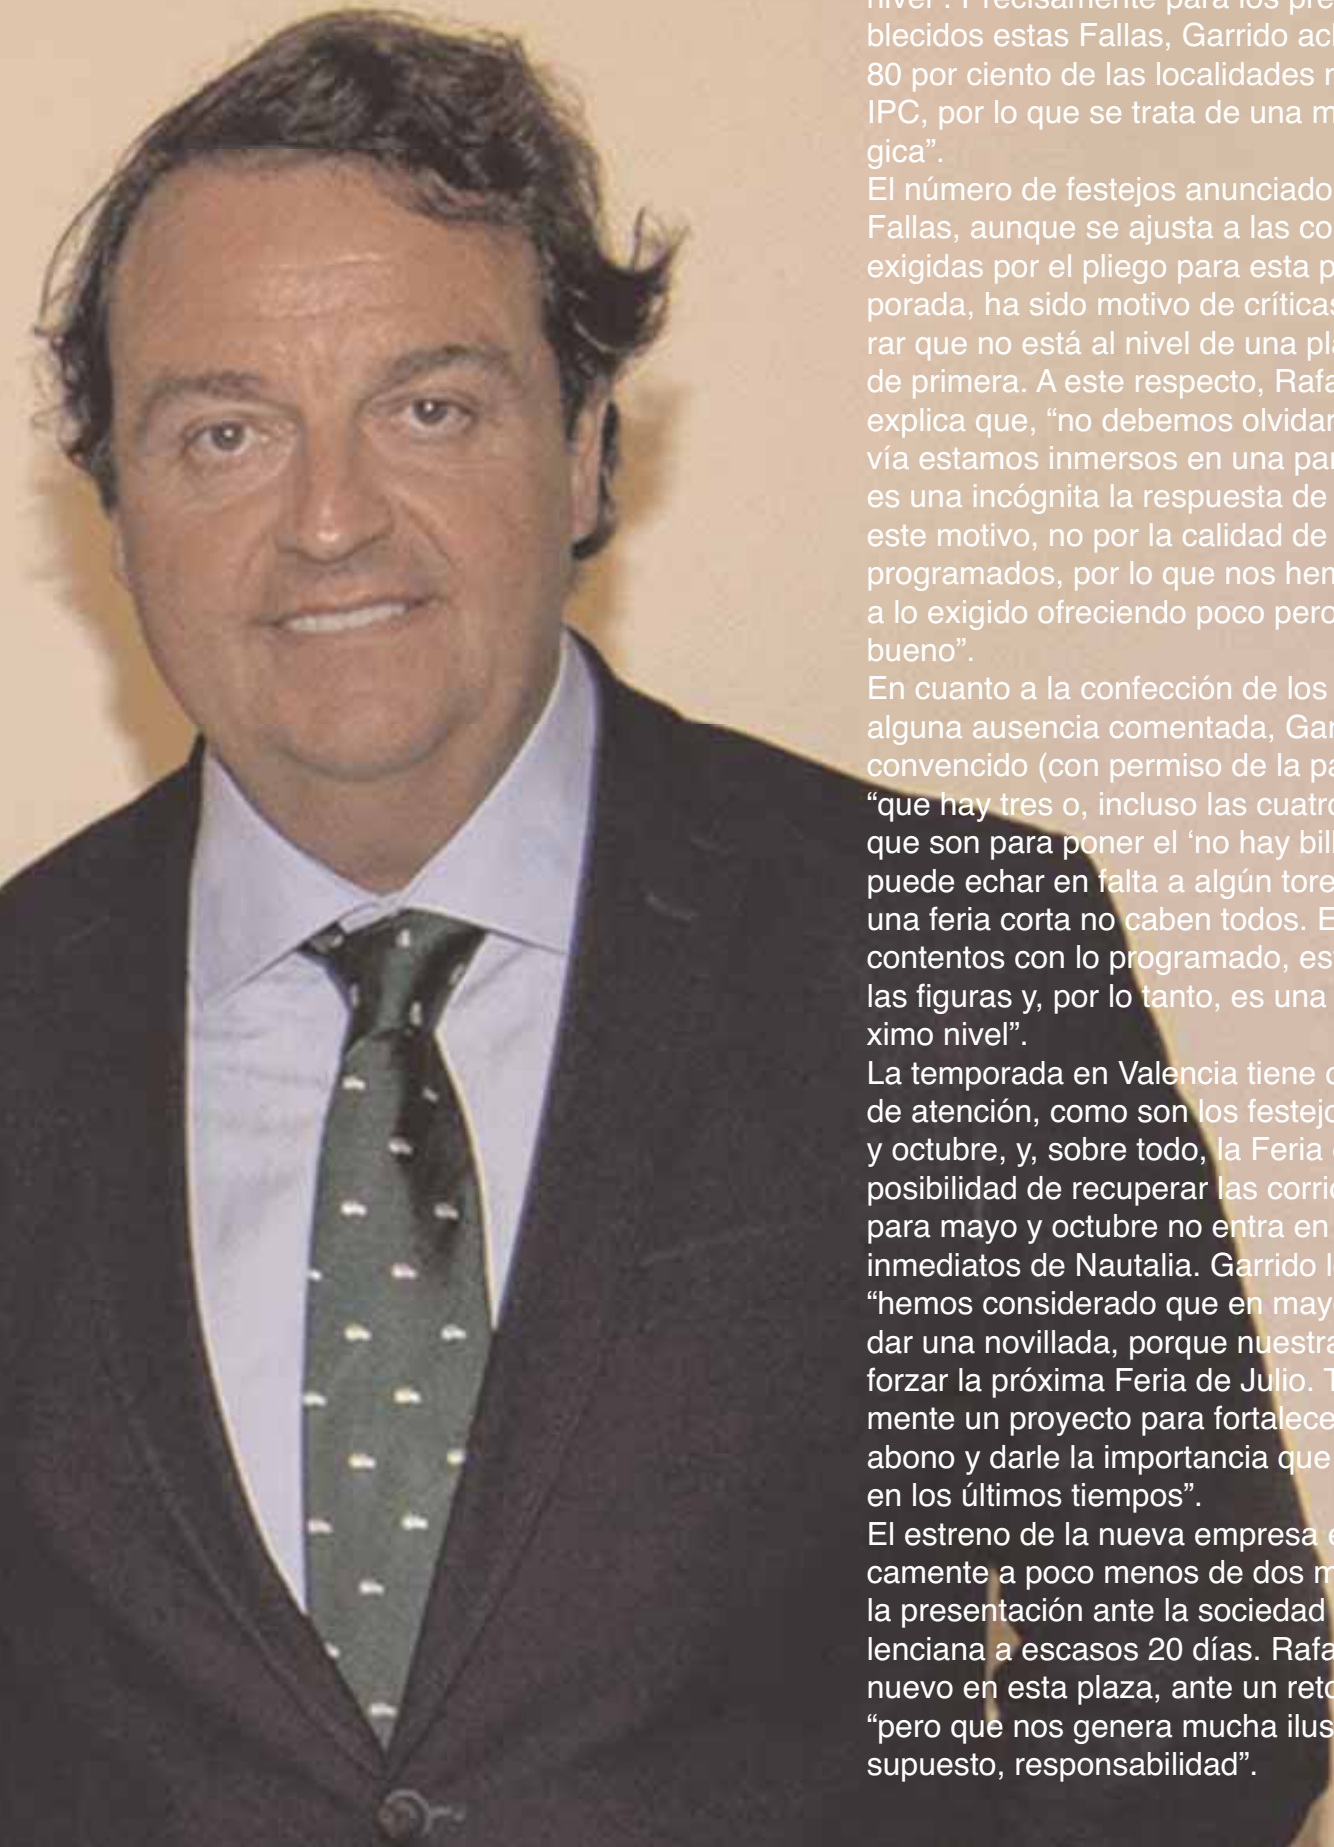 nivel”. Precisamente para los pre
blecidos estas Fallas, Garrido acl
80 por ciento de las localidades
IPC, por lo que se trata de una m
gica”.
El número de festejos anunciado
Fallas, aunque se ajusta a las co
exigidas por el pliego para esta p
porada, ha sido motivo de críticas
rar que no está al nivel de una pla
de primera. A este respecto, Rafa
explica que, “no debemos olvidar
vía estamos inmersos en una pa
es una incógnita la respuesta de
este motivo, no por la calidad de
programados, por lo que nos hem
a lo exigido ofreciendo poco pero
bueno”.
En cuanto a la confección de los
alguna ausencia comentada, Gar
convencido (con permiso de la pa
“que hay tres o, incluso las cuatro
que son para poner el ‘no hay bill
puede echar en falta a algún tore
una feria corta no caben todos. E
contentos con lo programado, es
las figuras y, por lo tanto, es una
ximo nivel”.
La temporada en Valencia tiene
de atención, como son los festejo
y octubre, y, sobre todo, la Feria
posibilidad de recuperar las corri
para mayo y octubre no entra en
inmediatos de Nautalia. Garrido l
“hemos considerado que en may
dar una novillada, porque nuestra
forzar la próxima Feria de Julio. T
mente un proyecto para fortalece
abono y darle la importancia que
en los últimos tiempos”.
El estreno de la nueva empresa e
camente a poco menos de dos m
la presentación ante la sociedad
lenciana a escasos 20 días. Rafa
nuevo en esta plaza, ante un reto
“pero que nos genera mucha ilus
supuesto, responsabilidad”.